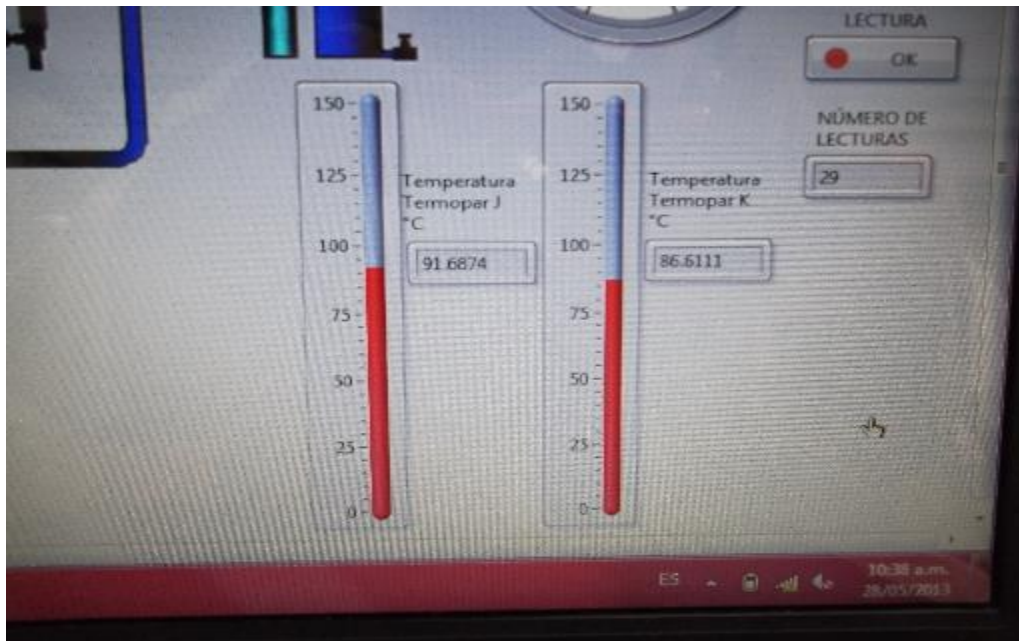 LECTURA
OK
NÚMERO DE
LECTURAS
29
150
125
100
75
50
25
0
Temperatura
Termopar J
°C
91.6874
150
125
100
75
50
25
0
Temperatura
Termopar K
°C
86.6111
ES
10:38 a.m.
28/05/2013